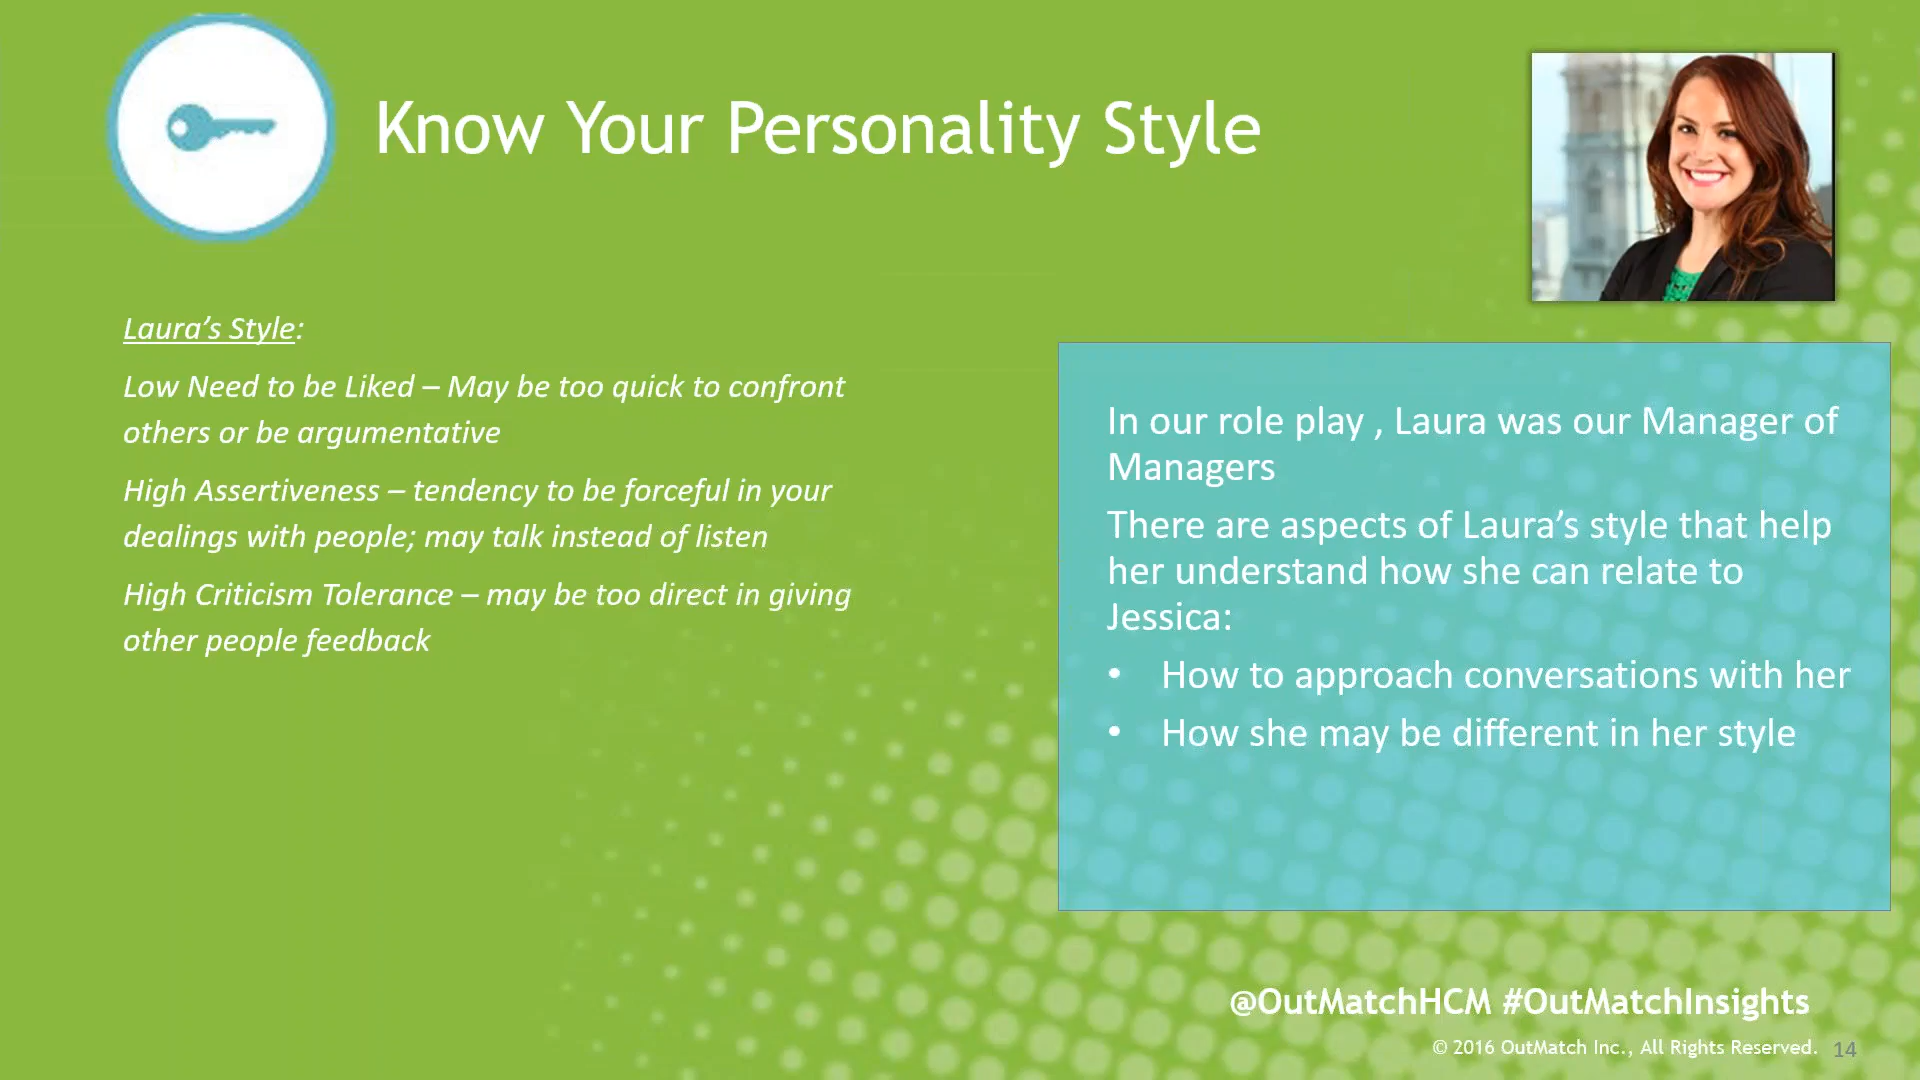 Know Your Personality Style
Laura’s Style:
Low Need to be Liked – May be too quick to confront
others or be argumentative
High Assertiveness – tendency to be forceful in your
dealings with people; may talk instead of listen
High Criticism Tolerance – may be too direct in giving
other people feedback
In our role play , Laura was our Manager of
Managers
There are aspects of Laura’s style that help
her understand how she can relate to
Jessica:
• How to approach conversations with her
• How she may be different in her style
@OutMatchHCM #OutMatchInsights
© 2016 OutMatch Inc., All Rights Reserved. 14